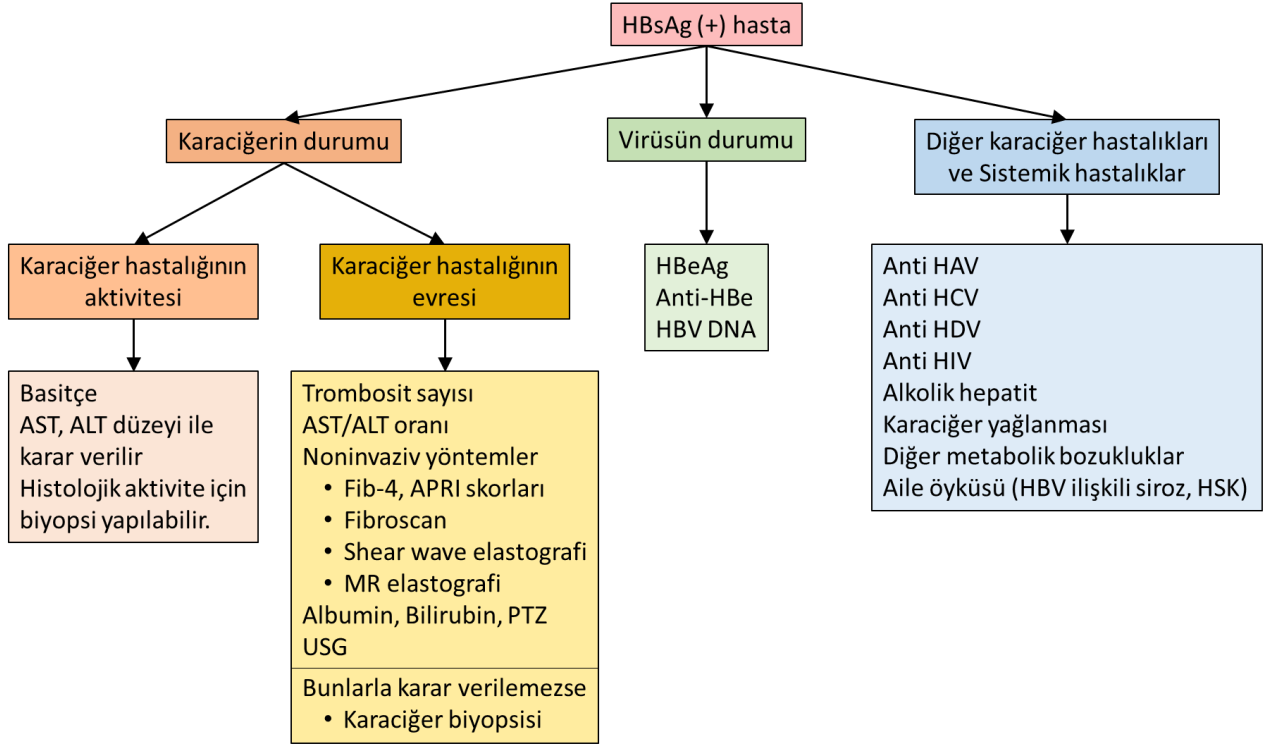 HBsAg (+) hasta
Karaciğerin durumu
Virüsün durumu
Diğer karaciğer hastalıkları
ve Sistemik hastalıklar
Karaciğer hastalığının
aktivitesi
Karaciğer hastalığının
evresi
HBeAg
Anti-HBe
HBV DNA
Anti HAV
Anti HCV
Anti HDV
Anti HIV
Alkolik hepatit
Karaciğer yağlanması
Diğer metabolik bozukluklar
Aile öyküsü (HBV ilişkili siroz, HSK)
Basitçe
AST, ALT düzeyi ile
karar verilir
Histolojik aktivite için
biyopsi yapılabilir.
Trombosit sayısı
AST/ALT oranı
Noninvaziv yöntemler
• Fib-4, APRI skorları
• Fibroscan
• Shear wave elastografi
• MR elastografi
Albumin, Bilirubin, PTZ
USG
Bunlarla karar verilemezse
• Karaciğer biyopsisi